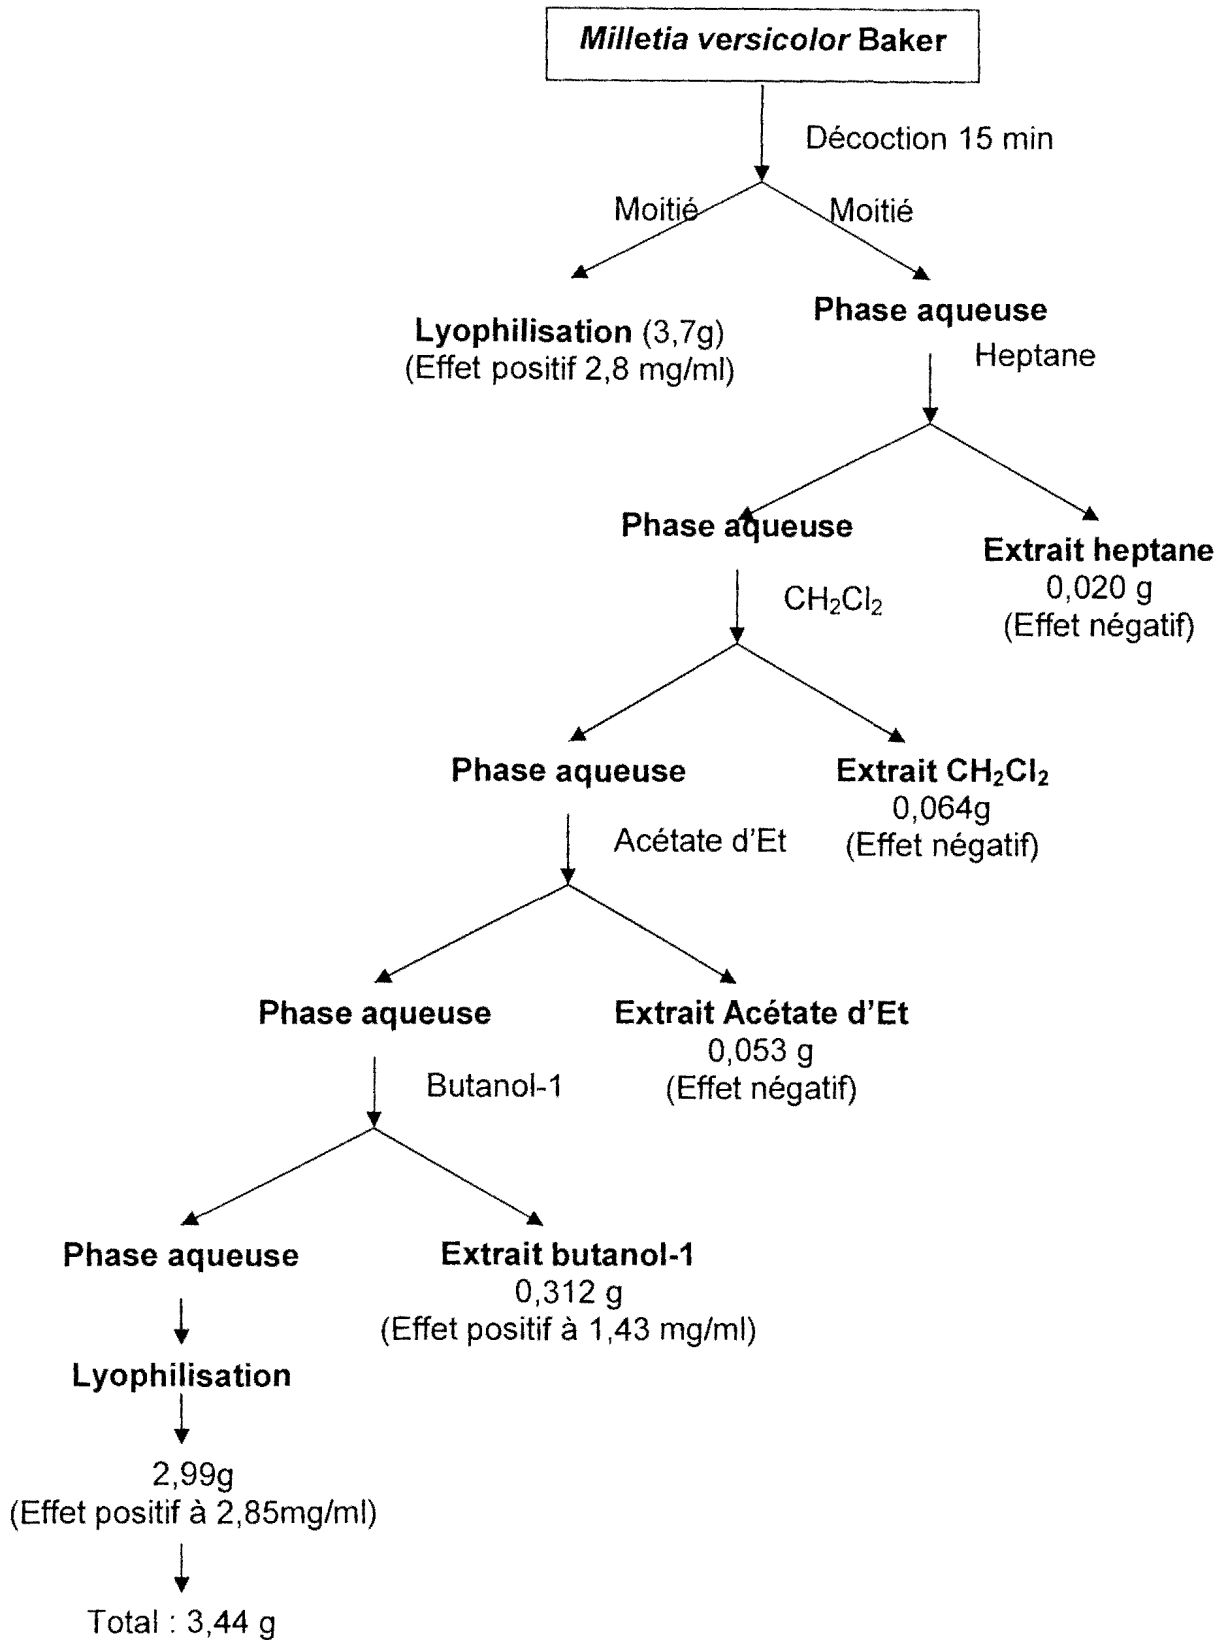 Milletia versicolor Baker
Décoction 15 min
Moitié
Moitié
Lyophilisation (3,7g)
(Effet positif 2,8 mg/ml)
Phase aqueuse
Heptane
Phase aqueuse
Extrait heptane
0,020 g
(Effet négatif)
CH₂Cl₂
Phase aqueuse
Extrait CH₂Cl₂
0,064g
(Effet négatif)
Acétate d'Et
Phase aqueuse
Extrait Acétate d'Et
0,053 g
(Effet négatif)
Butanol-1
Phase aqueuse
Extrait butanol-1
0,312 g
(Effet positif à 1,43 mg/ml)
Lyophilisation
2,99g
(Effet positif à 2,85mg/ml)
Total : 3,44 g